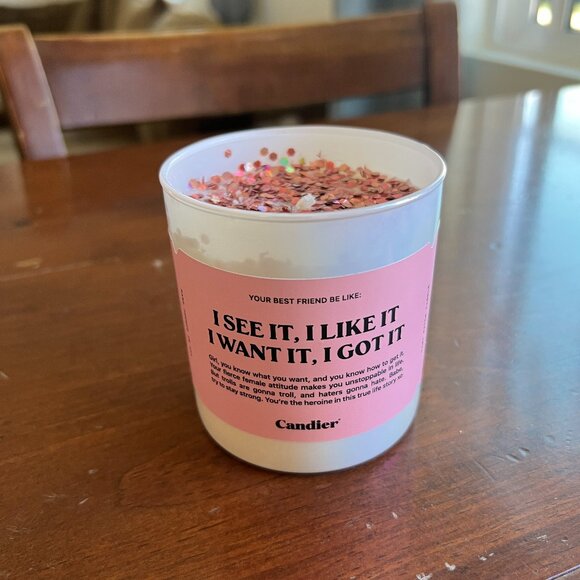 YOUR BEST FRIEND BE LIKE:
I SEE IT, I LIKE IT
I WANT IT, I GOT IT
Girl, you know what you want, and you know how to get it.
Your fierce female attitude makes you unstoppable in life.
But trolls are gonna troll, and haters gonna hate. Babe,
try to stay strong. You're the heroine in this true life story xo
Candier